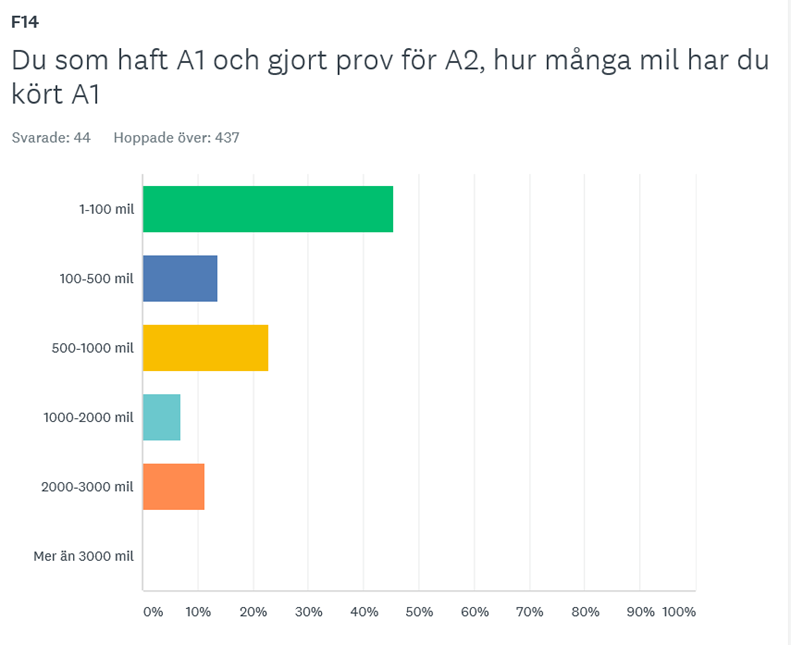 F14
Du som haft A1 och gjort prov för A2, hur många mil har du
kört A1
Svarade: 44 Hoppade över: 437
1-100 mil
100-500 mil
500-1000 mil
1000-2000 mil
2000-3000 mil
Mer än 3000 mil
0% 10% 20% 30% 40% 50% 60% 70% 80% 90% 100%